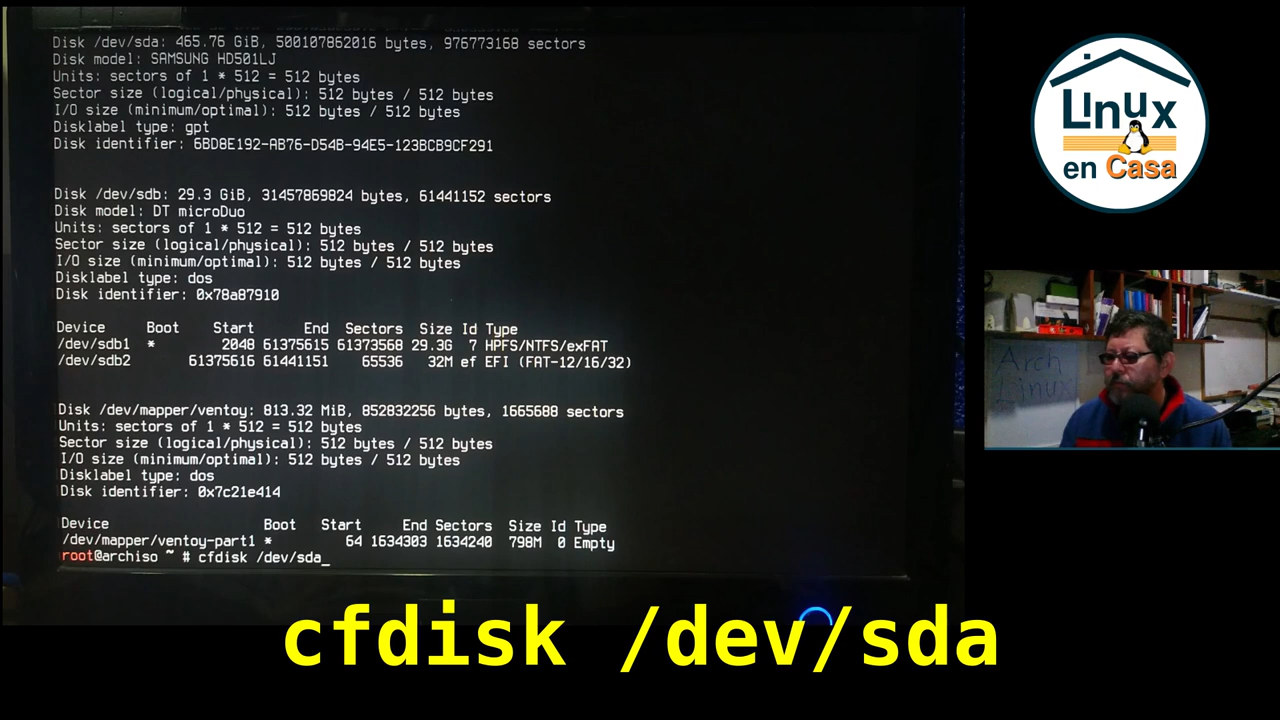 Disk /dev/sda: 465.76 GiB, 500107862016 bytes, 976773168 sectors
Disk model: SAMSUNG HD501LJ
Units: sectors of 1 * 512 = 512 bytes
Sector size (logical/physical): 512 bytes / 512 bytes
I/O size (minimum/optimal): 512 bytes / 512 bytes
Disklabel type: gpt
Disk identifier: 6BD8E192-AB76-D54B-94E5-123BCB9CF291
Disk /dev/sdb: 29.3 GiB, 31457869824 bytes, 61441152 sectors
Disk model: DT microDuo
Units: sectors of 1 * 512 = 512 bytes
Sector size (logical/physical): 512 bytes / 512 bytes
I/O size (minimum/optimal): 512 bytes / 512 bytes
Disklabel type: dos
Disk identifier: 0x78a87910
Device Boot Start End Sectors Size Id Type
/dev/sdb1 * 2048 61375615 61373568 29.3G 7 HPFS/NTFS/exFAT
/dev/sdb2 61375616 61441151 65536 32M ef EFI (FAT-12/16/32)
Disk /dev/mapper/ventoy: 813.32 MiB, 852832256 bytes, 1665688 sectors
Units: sectors of 1 * 512 = 512 bytes
Sector size (logical/physical): 512 bytes / 512 bytes
I/O size (minimum/optimal): 512 bytes / 512 bytes
Disklabel type: dos
Disk identifier: 0x7c21e414
Device Boot Start End Sectors Size Id Type
/dev/mapper/ventoy-part1 * 64 1634303 1634240 798M 0 Empty
root@archiso ~ # cfdisk /dev/sda_
Linux
en Casa
Arch
Linux
cfdisk /dev/sda